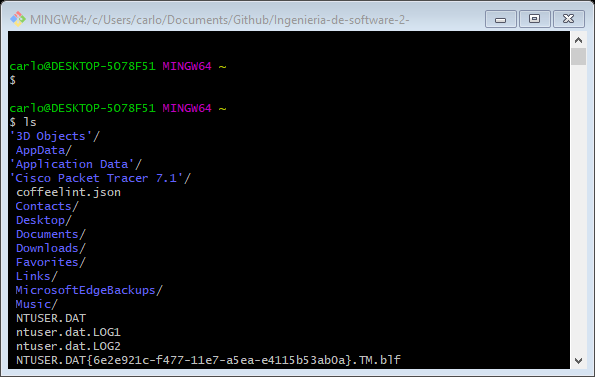 MINGW64:/c/Users/carlo/Documents/Github/Ingenieria-de-software-2-
carlo@DESKTOP-5O78F51 MINGW64 ~
$
carlo@DESKTOP-5O78F51 MINGW64 ~
$ ls
'3D Objects'/
AppData/
'Application Data'/
'Cisco Packet Tracer 7.1'/
coffeelint.json
Contacts/
Desktop/
Documents/
Downloads/
Favorites/
Links/
MicrosoftEdgeBackups/
Music/
NTUSER.DAT
ntuser.dat.LOG1
ntuser.dat.LOG2
NTUSER.DAT{6e2e921c-f477-11e7-a5ea-e4115b53ab0a}.TM.blf